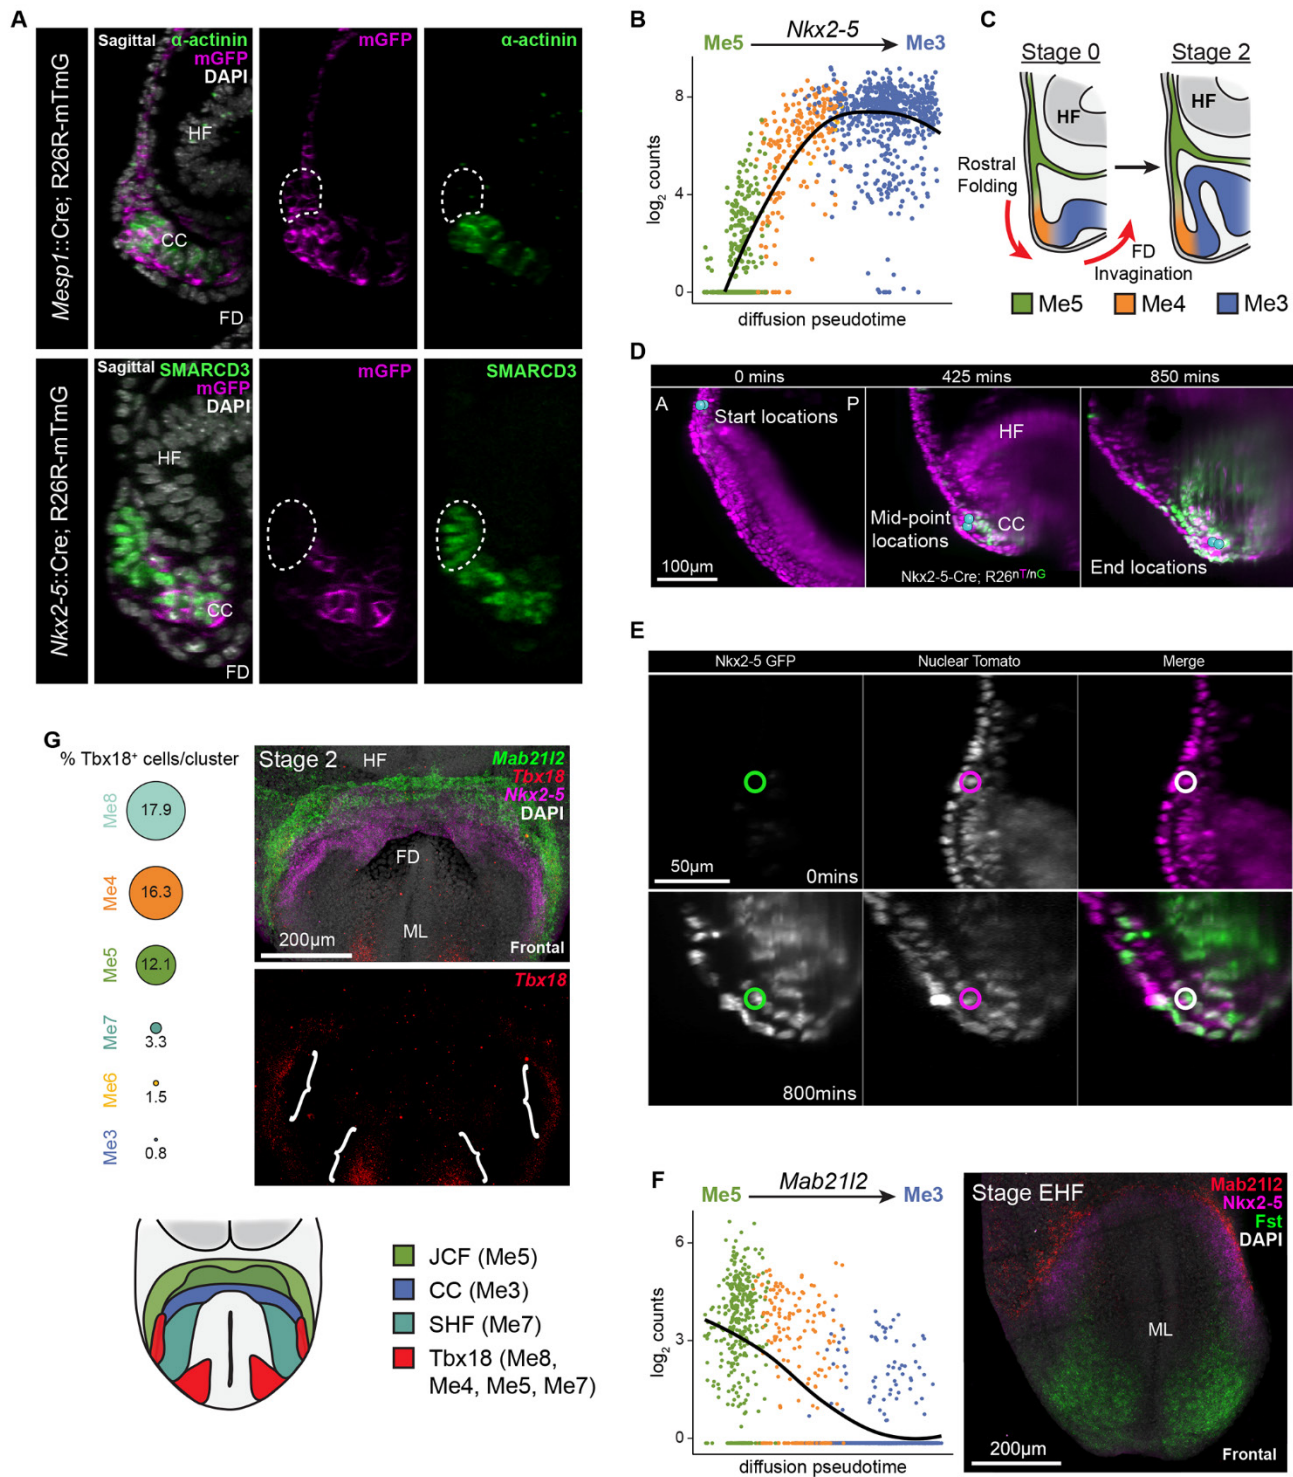 A
Mesp1::Cre; R26R-mTmG
Sagittal
α-actinin
mGFP
DAPI
HF
CC
FD
mGFP
α-actinin
Nkx2-5::Cre; R26R-mTmG
Sagittal
SMARCD3
mGFP
DAPI
HF
CC
FD
mGFP
SMARCD3
B
Nkx2-5
Me5
Me3
log2 counts
8
4
0
diffusion pseudotime
C
Stage 0
Stage 2
HF
HF
Rostral
Folding
FD
Invagination
Me5
Me4
Me3
D
0 mins
425 mins
850 mins
A
P
Start locations
100µm
HF
Mid-point
locations
CC
Nkx2-5-Cre; R26nT/nG
End locations
E
Nkx2-5 GFP
Nuclear Tomato
Merge
50µm
0mins
800mins
F
Mab21l2
Me5
Me3
log2 counts
6
3
0
diffusion pseudotime
Stage EHF
Mab21l2
Nkx2-5
Fst
DAPI
ML
200µm
Frontal
G
% Tbx18+ cells/cluster
Me8
17.9
Me4
16.3
Me5
12.1
Me7
3.3
Me6
1.5
Me3
0.8
Stage 2
HF
Mab21l2
Tbx18
Nkx2-5
DAPI
FD
ML
200µm
Frontal
Tbx18
JCF (Me5)
CC (Me3)
SHF (Me7)
Tbx18 (Me8,
Me4, Me5, Me7)